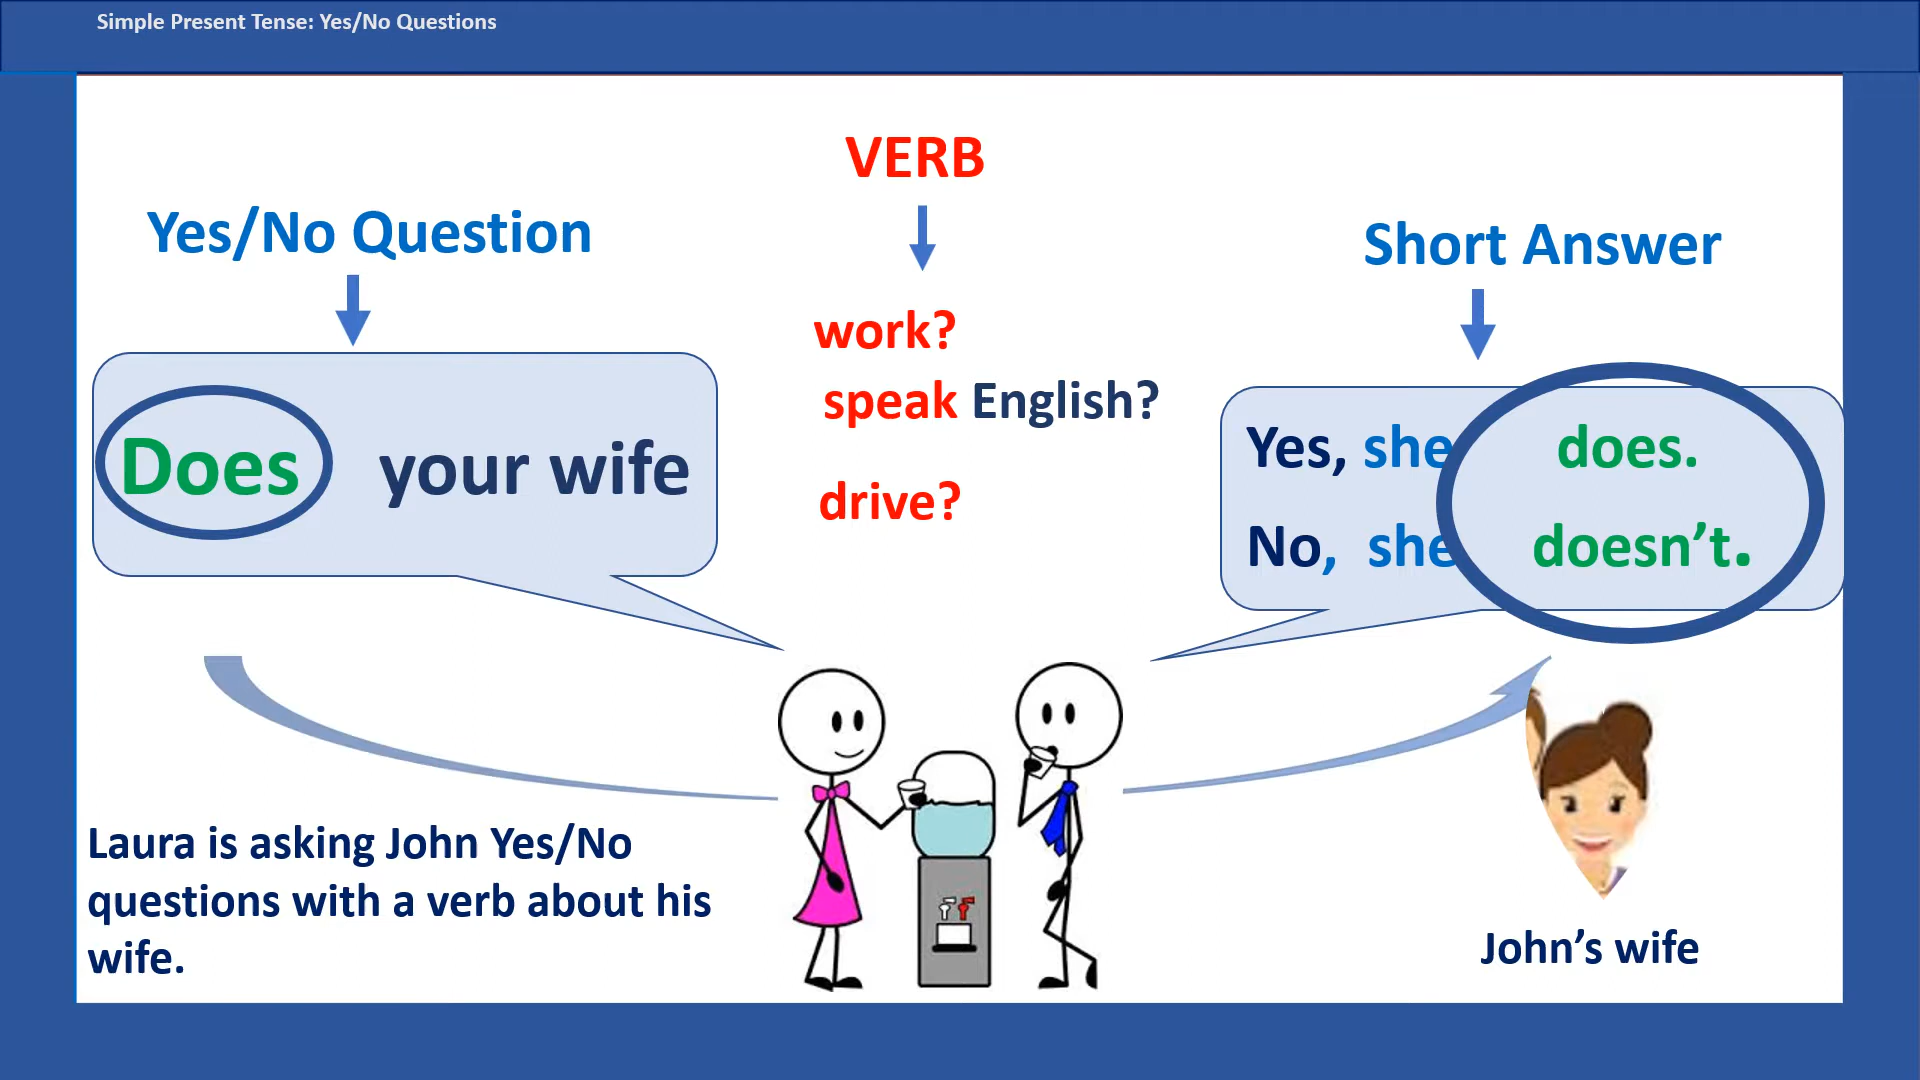 Simple Present Tense: Yes/No Questions
VERB
Yes/No Question
Short Answer
work?
speak English?
drive?
Does your wife
Yes, she does.
No, she doesn’t.
Laura is asking John Yes/No
questions with a verb about his
wife.
John’s wife